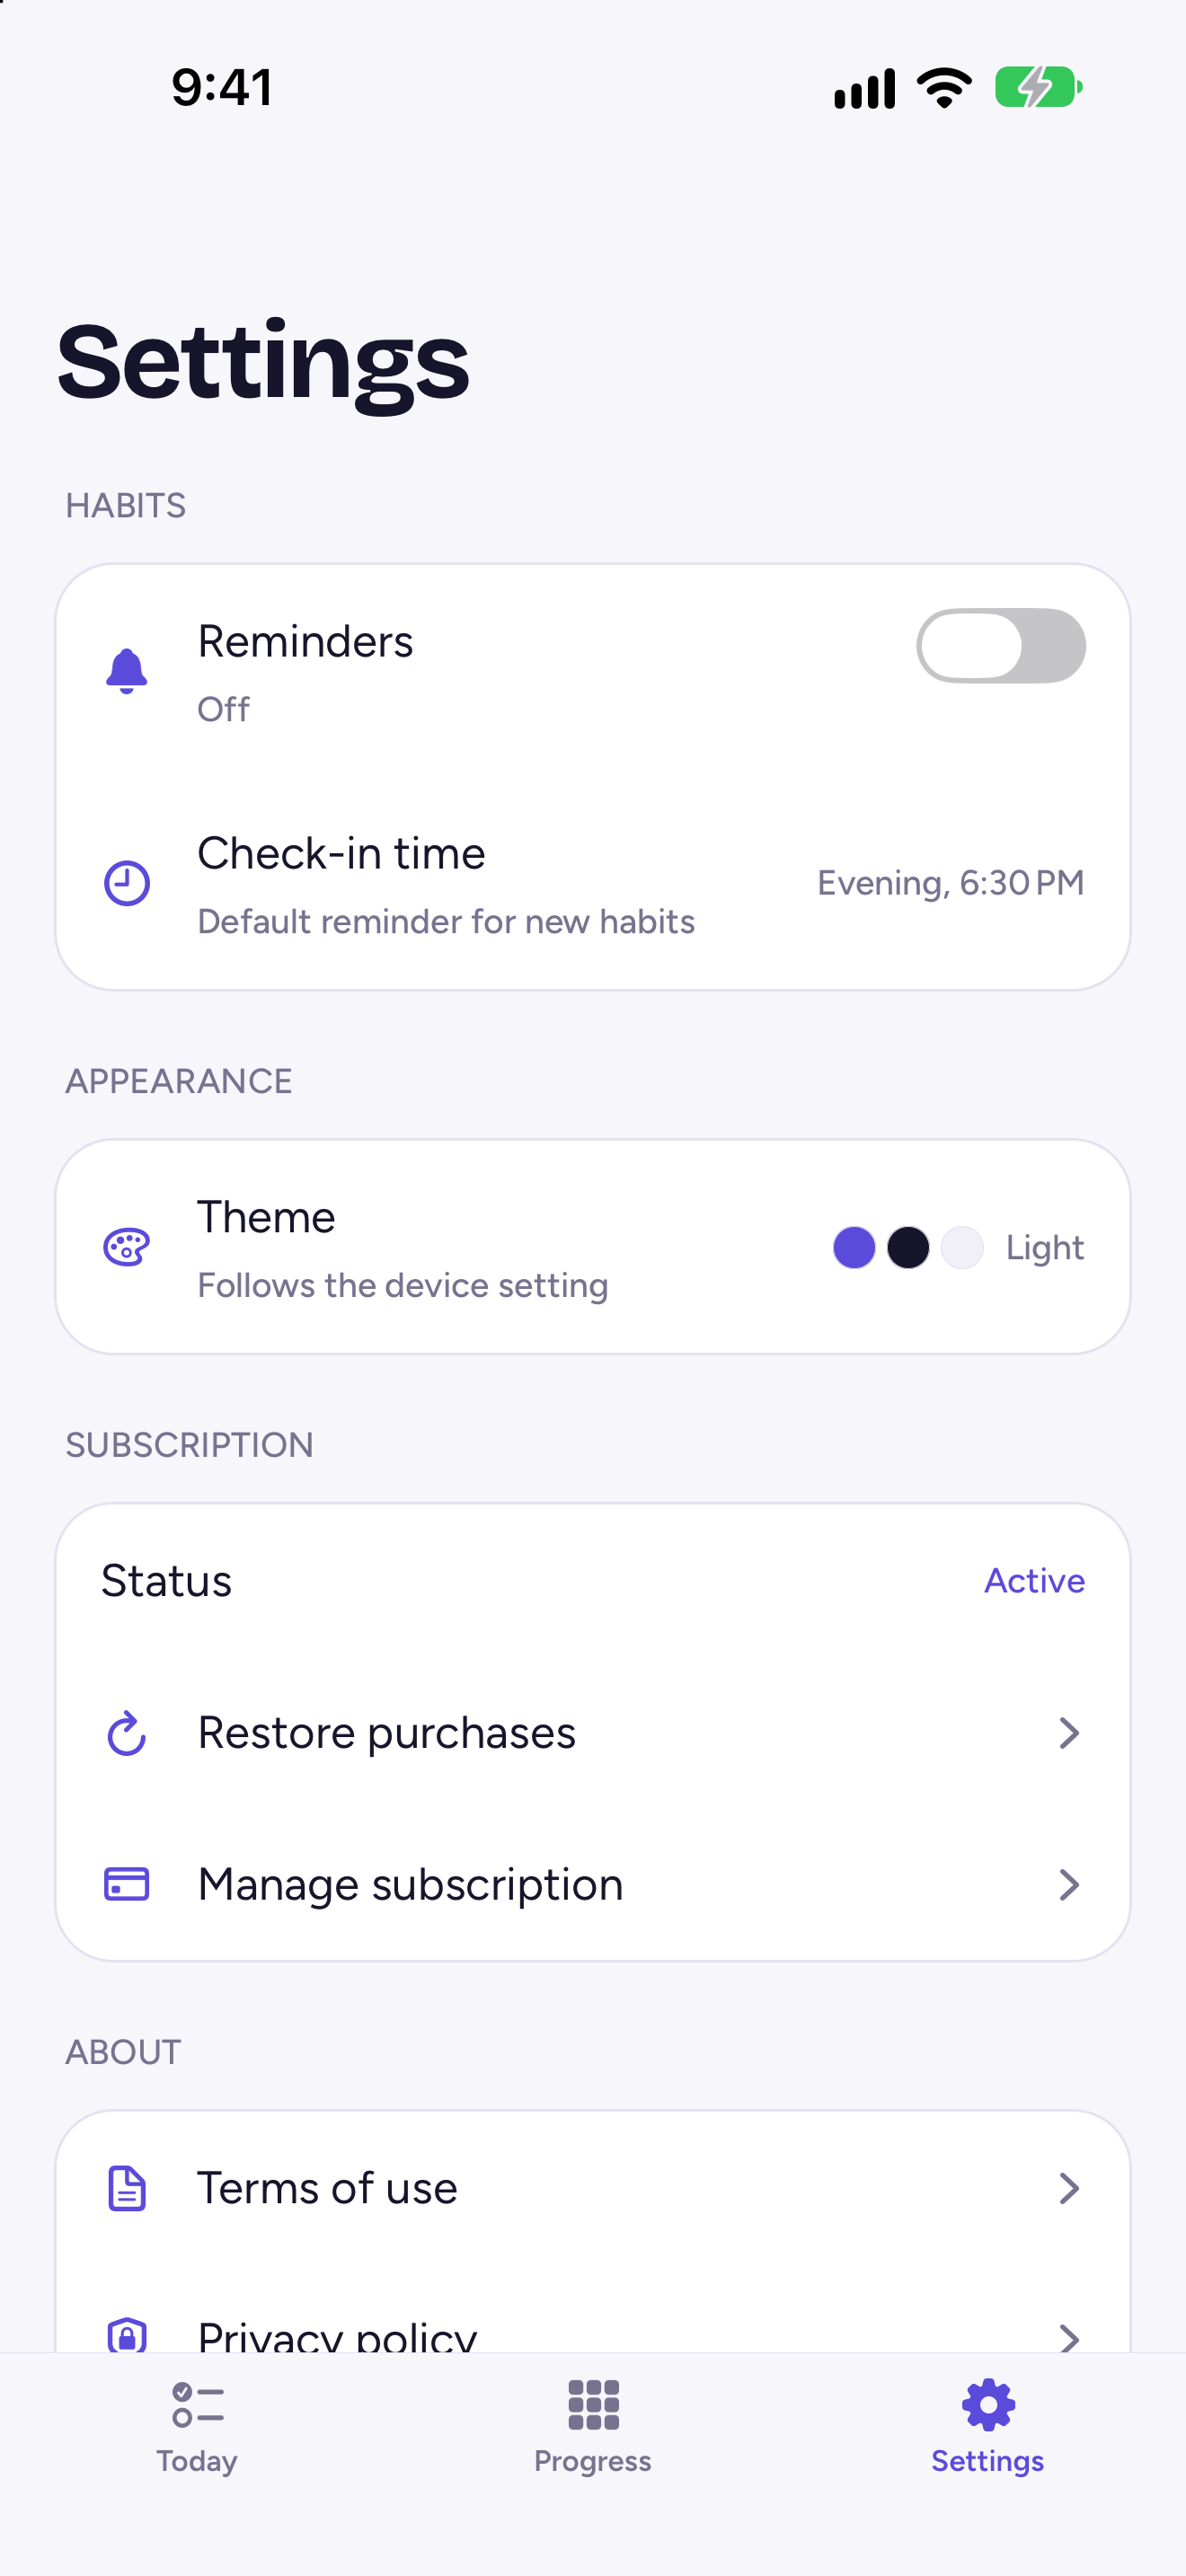 9:41
Settings
HABITS
Reminders
Off
Check-in time
Evening, 6:30 PM
Default reminder for new habits
APPEARANCE
Theme
Light
Follows the device setting
SUBSCRIPTION
Status
Active
Restore purchases
Manage subscription
ABOUT
Terms of use
Privacy policy
Today
Progress
Settings